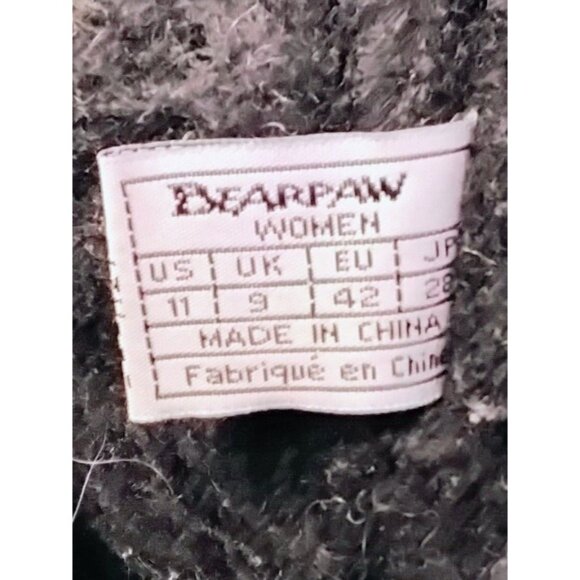 BEARPAW
WOMEN
US UK EU JP
11 9 42 28
MADE IN CHINA
Fabriqué en Chine